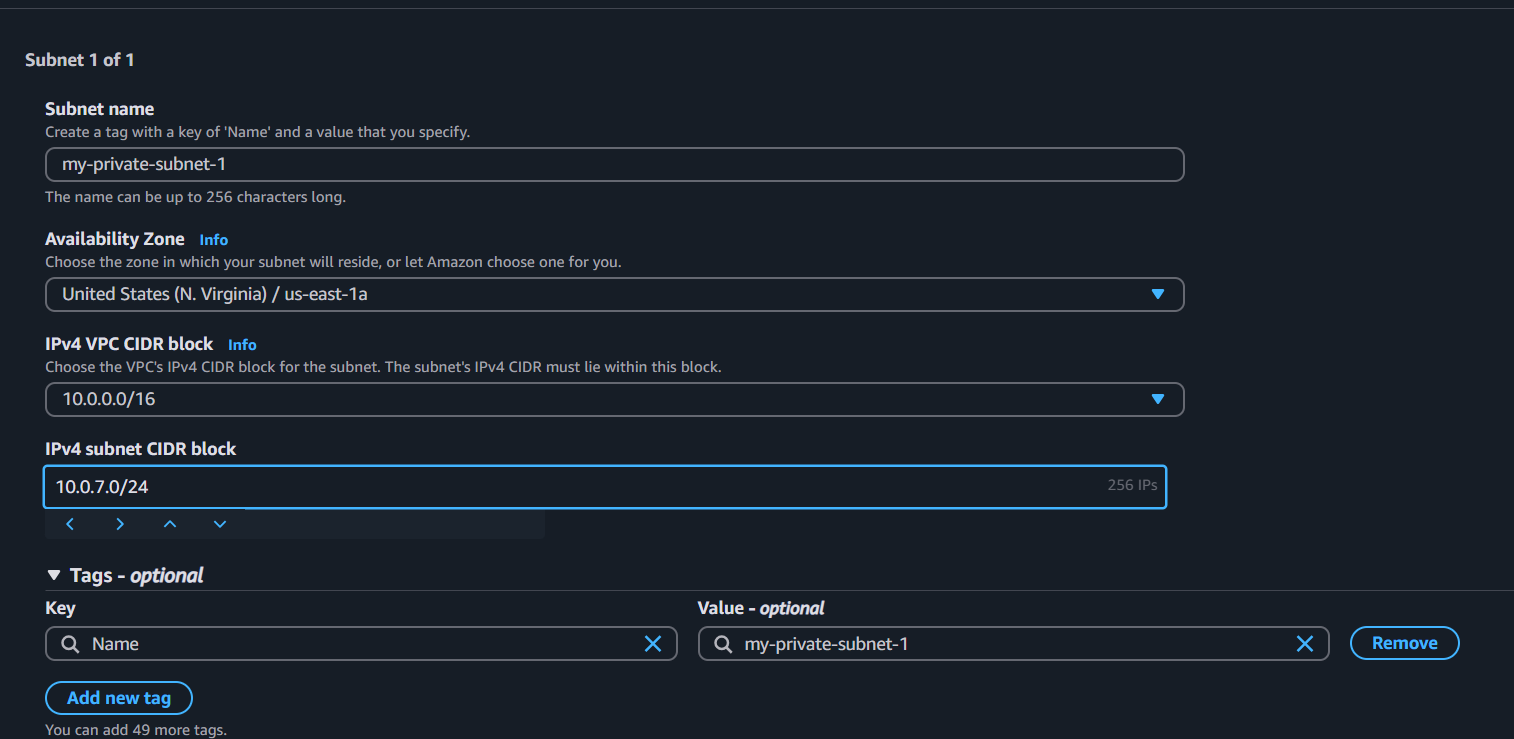 Subnet 1 of 1
Subnet name
Create a tag with a key of 'Name' and a value that you specify.
my-private-subnet-1
The name can be up to 256 characters long.
Availability Zone Info
Choose the zone in which your subnet will reside, or let Amazon choose one for you.
United States (N. Virginia) / us-east-1a
IPv4 VPC CIDR block Info
Choose the VPC's IPv4 CIDR block for the subnet. The subnet's IPv4 CIDR must lie within this block.
10.0.0.0/16
IPv4 subnet CIDR block
10.0.7.0/24 256 IPs
Tags - optional
Key Value - optional
Name my-private-subnet-1 Remove
Add new tag
You can add 49 more tags.